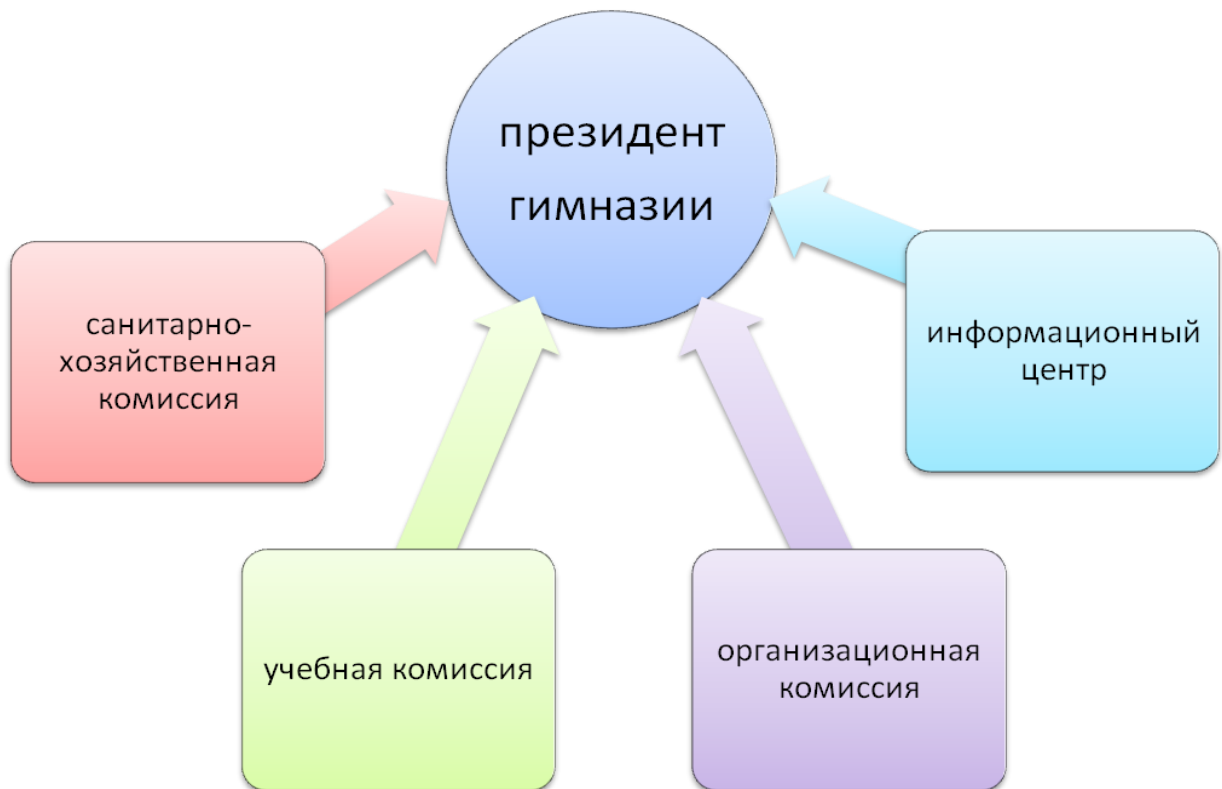 президент
гимназии
санитарно-
хозяйственная
комиссия
информационный
центр
учебная комиссия
организационная
комиссия